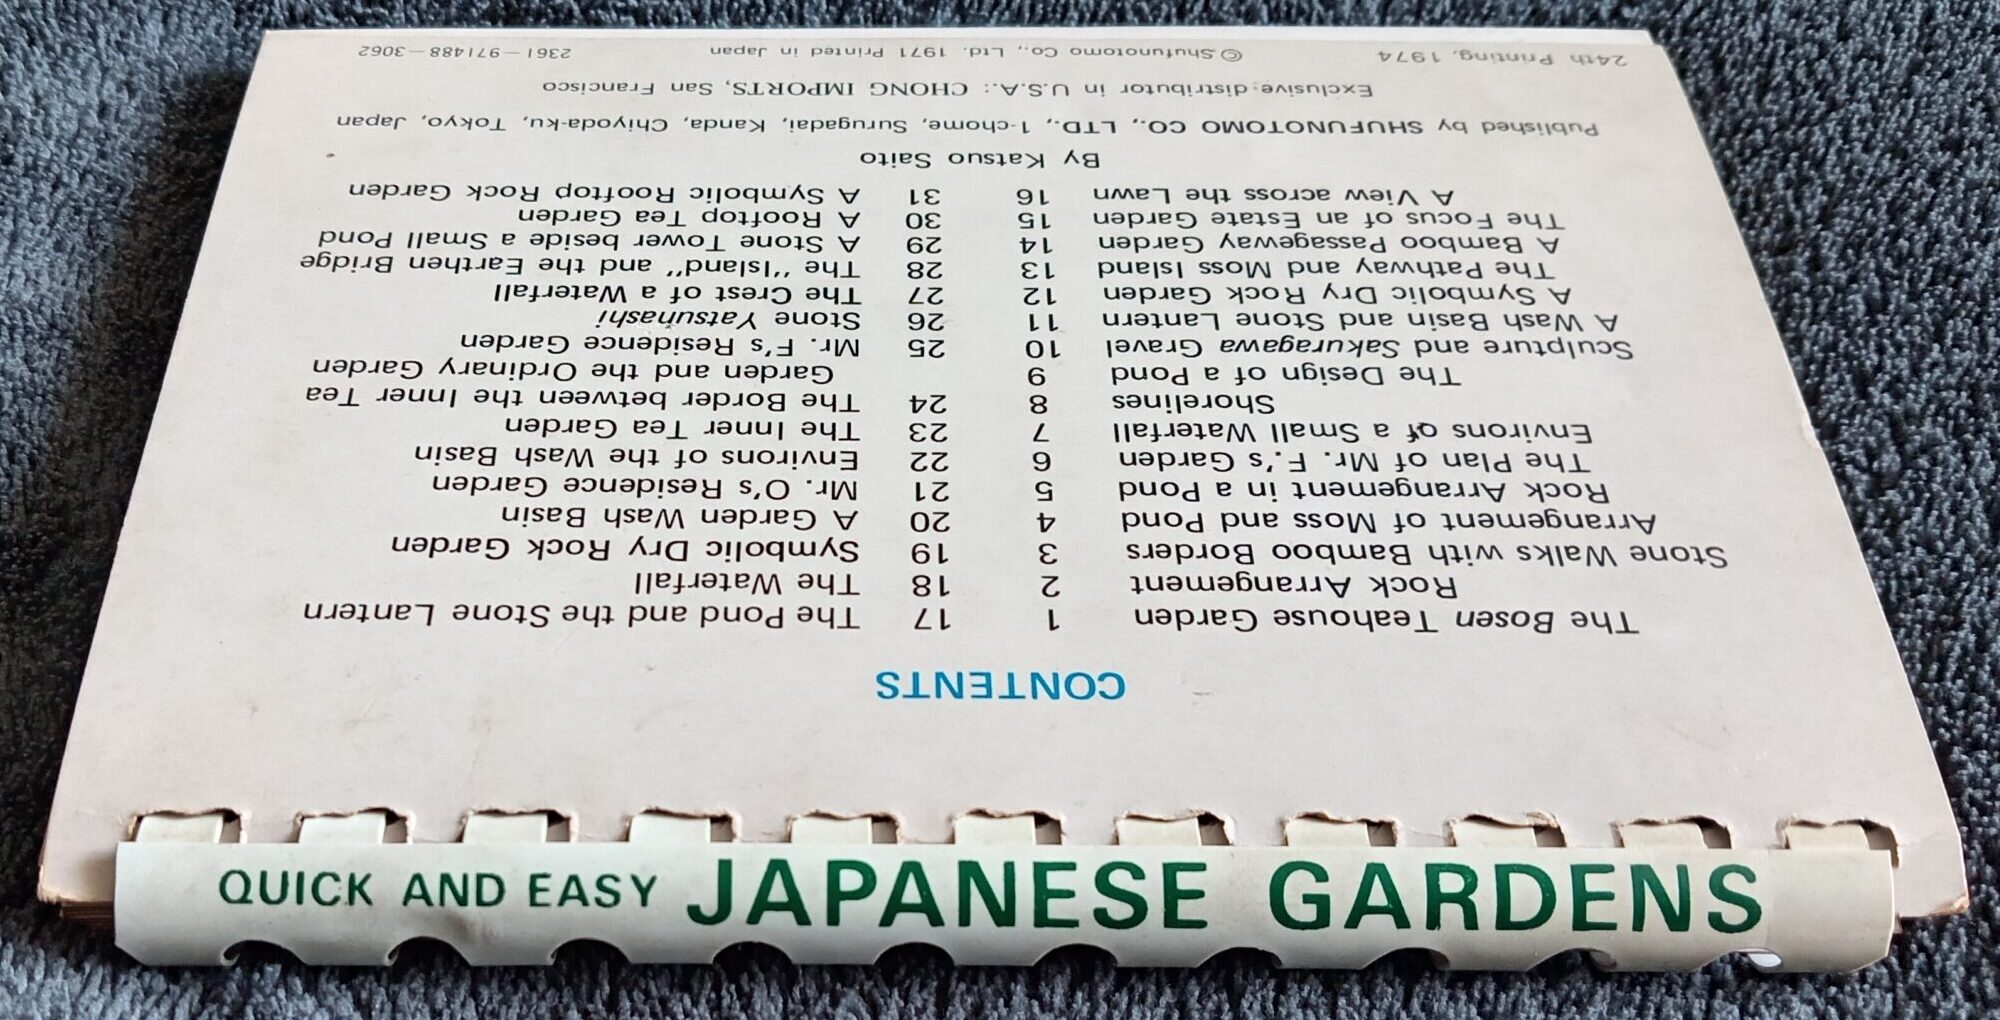 QUICK AND EASY JAPANESE GARDENS
CONTENTS
The Bosen Teahouse Garden 1
Rock Arrangement 2
Stone Walks with Bamboo Borders 3
Arrangement of Moss and Pond 4
Rock Arrangement in a Pond 5
The Plan of Mr. F.'s Garden 6
Environs of a Small Waterfall 7
Shorelines 8
The Design of a Pond 9
Sculpture and Sakuragawa Gravel 10
A Wash Basin and Stone Lantern 11
A Symbolic Dry Rock Garden 12
The Pathway and Moss Island 13
A Bamboo Passageway Garden 14
The Focus of an Estate Garden 15
A View across the Lawn 16
17 The Pond and the Stone Lantern
18 The Waterfall
19 Symbolic Dry Rock Garden
20 A Garden Wash Basin
21 Mr. O's Residence Garden
22 Environs of the Wash Basin
23 The Inner Tea Garden
24 The Border between the Inner Tea
Garden and the Ordinary Garden
25 Mr. F's Residence Garden
26 Stone Yatsuhashi
27 The Crest of a Waterfall
28 The "Island" and the Earthen Bridge
29 A Stone Tower beside a Small Pond
30 A Rooftop Tea Garden
31 A Symbolic Rooftop Rock Garden
By Katsuo Saito
Published by SHUFUNOTOMO CO., LTD., 1-chome, Surugadai, Kanda, Chiyoda-ku, Tokyo, Japan
Exclusive distributor in U.S.A.: CHONG IMPORTS, San Francisco
24th Printing, 1974 © Shufunotomo Co., Ltd. 1971 Printed in Japan 2361-971488-3062